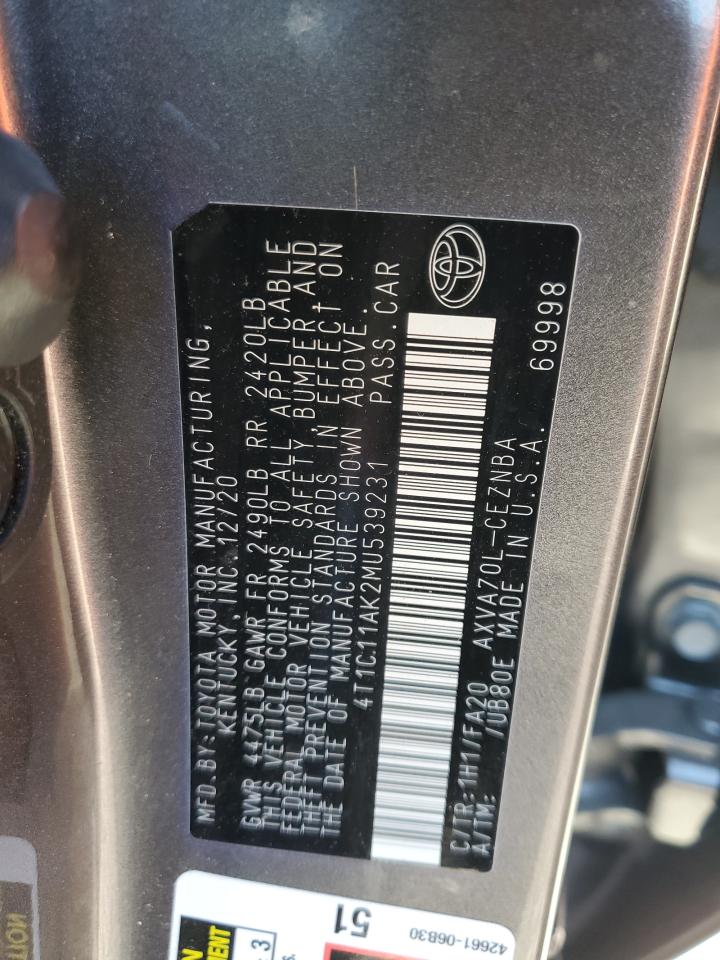 MFD.BY:TOYOTA MOTOR MANUFACTURING,
KENTUCKY, INC. 12/20
GVWR 4475LB GAWR FR 2490LB RR 2420LB
THIS VEHICLE CONFORMS TO ALL APPLICABLE
FEDERAL MOTOR VEHICLE SAFETY, BUMPER, AND
THEFT PREVENTION STANDARDS IN EFFECT ON
THE DATE OF MANUFACTURE SHOWN ABOVE.
4T1C11AK2MU539231 PASS.CAR
C/TR:1H1/FA20 AXVA70L-CEZNBA
A/TM: /UB80E MADE IN U.S.A. 69998
51
42661-06B30
3